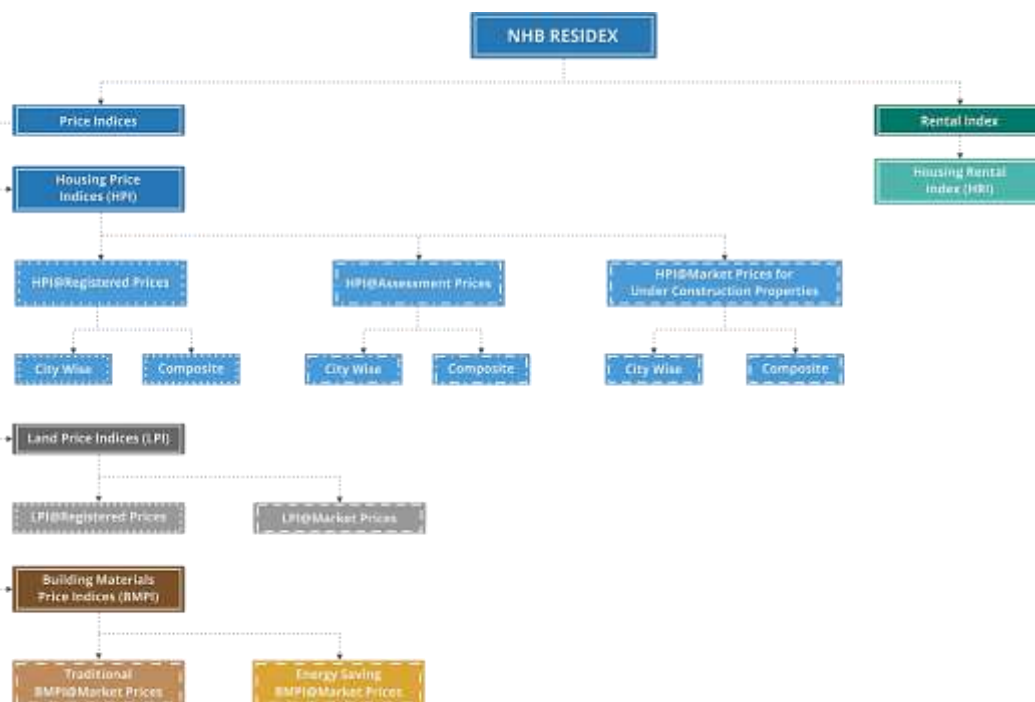 NHB RESIDEX
Price Indices
Rental Index
Housing Price
Indices (HPI)
Housing Rental
Index (HRI)
HPI@Registered Prices
HPI@Assessment Prices
HPI@Market Prices for
Under Construction Properties
City Wise
Composite
City Wise
Composite
City Wise
Composite
Land Price Indices (LPI)
LPI@Registered Prices
LPI@Market Prices
Building Materials
Price Indices (BMPI)
Traditional
BMPI@Market Prices
Energy Saving
BMPI@Market Prices